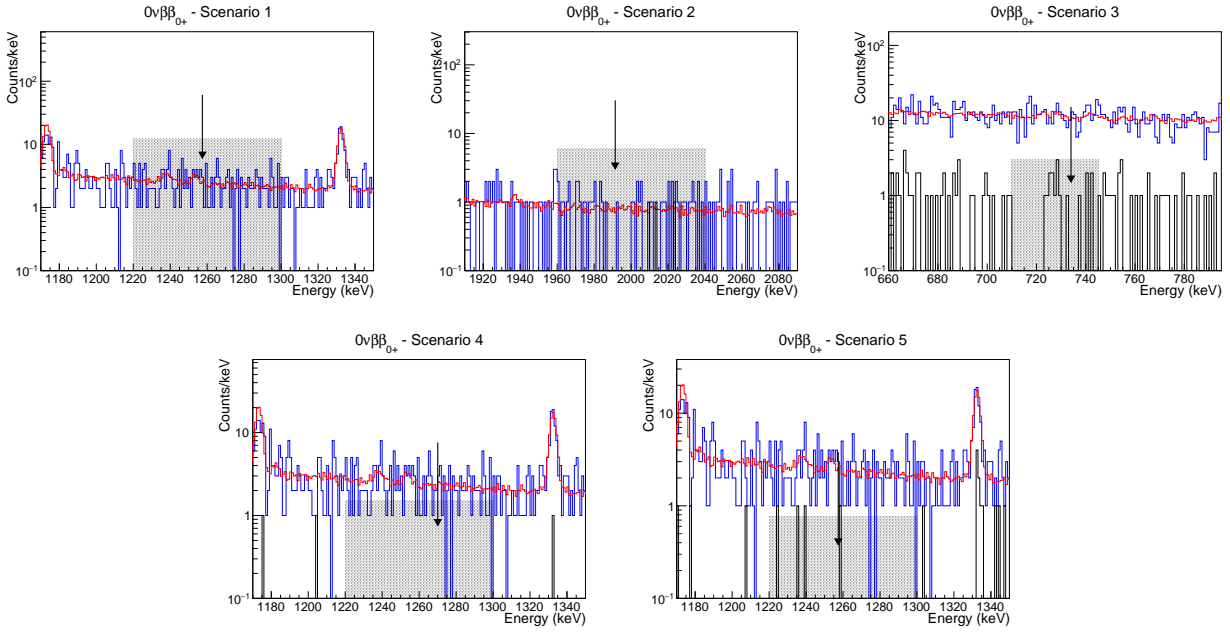 0νββ0+ - Scenario 1
Counts/keV
10²
10
1
10⁻¹
1180 1200 1220 1240 1260 1280 1300 1320 1340
Energy (keV)
0νββ0+ - Scenario 2
Counts/keV
10²
10
1
10⁻¹
1920 1940 1960 1980 2000 2020 2040 2060 2080
Energy (keV)
0νββ0+ - Scenario 3
Counts/keV
10²
10
1
10⁻¹
660 680 700 720 740 760 780
Energy (keV)
0νββ0+ - Scenario 4
Counts/keV
10
1
10⁻¹
1180 1200 1220 1240 1260 1280 1300 1320 1340
Energy (keV)
0νββ0+ - Scenario 5
Counts/keV
10
1
10⁻¹
1180 1200 1220 1240 1260 1280 1300 1320 1340
Energy (keV)